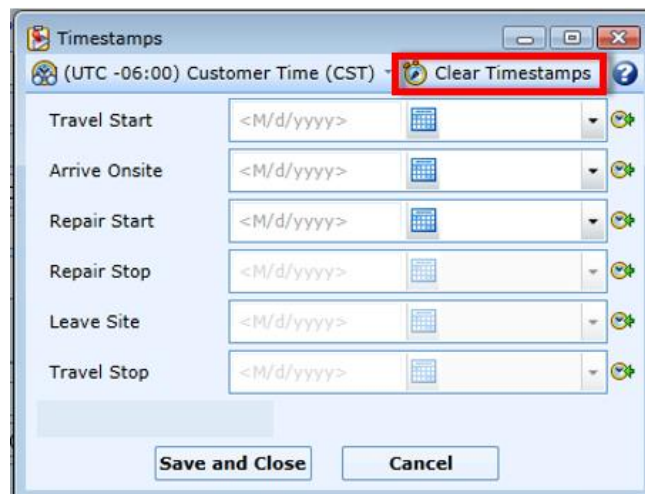 Timestamps
(UTC -06:00) Customer Time (CST) Clear Timestamps
Travel Start <M/d/yyyy>
Arrive Onsite <M/d/yyyy>
Repair Start <M/d/yyyy>
Repair Stop <M/d/yyyy>
Leave Site <M/d/yyyy>
Travel Stop <M/d/yyyy>
Save and Close Cancel